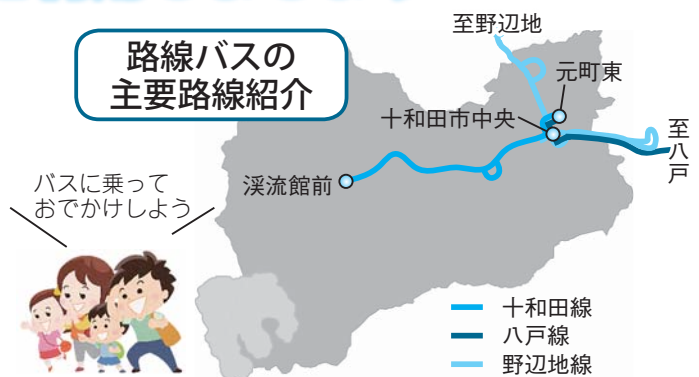 路線バスの
主要路線紹介
至野辺地
元町東
十和田市中央
至八戸
渓流館前
バスに乗って
おでかけしよう
十和田線
八戸線
野辺地線